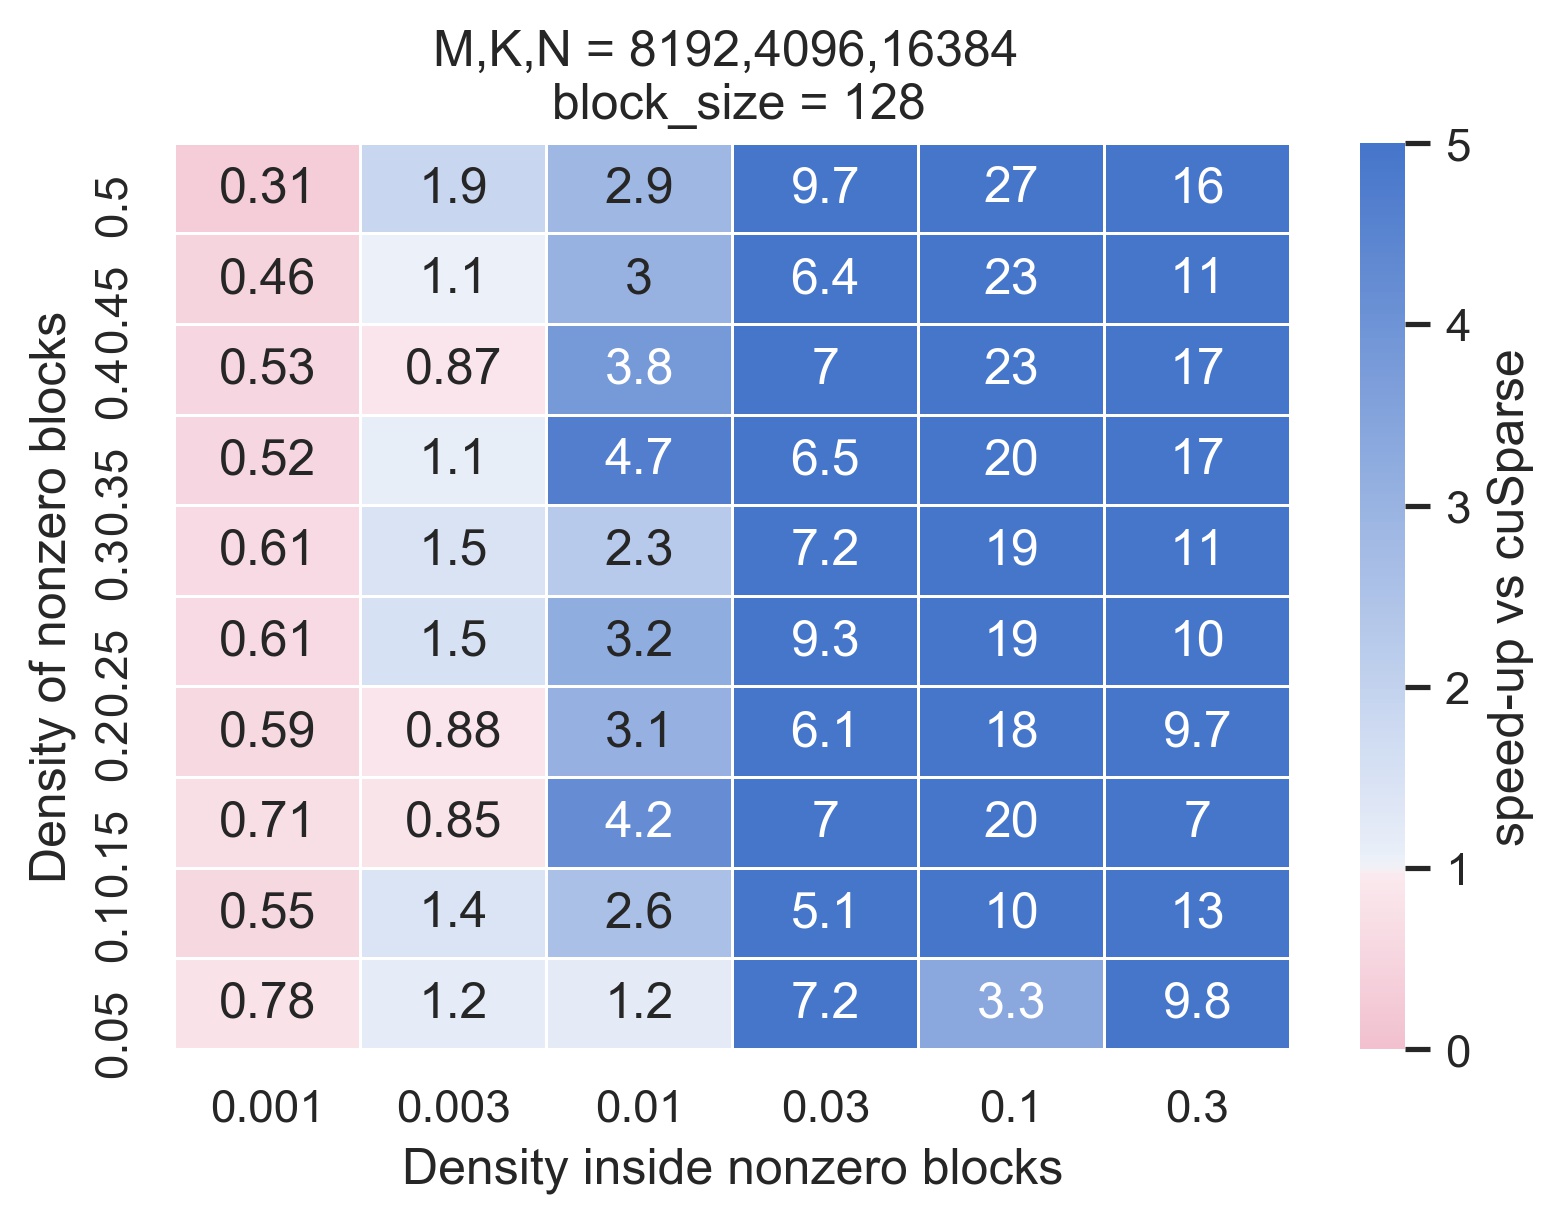 M,K,N = 8192,4096,16384
block_size = 128
Density of nonzero blocks
0.5 0.31 1.9 2.9 9.7 27 16
0.45 0.46 1.1 3 6.4 23 11
0.4 0.53 0.87 3.8 7 23 17
0.35 0.52 1.1 4.7 6.5 20 17
0.3 0.61 1.5 2.3 7.2 19 11
0.25 0.61 1.5 3.2 9.3 19 10
0.2 0.59 0.88 3.1 6.1 18 9.7
0.15 0.71 0.85 4.2 7 20 7
0.1 0.55 1.4 2.6 5.1 10 13
0.05 0.78 1.2 1.2 7.2 3.3 9.8
0.001 0.003 0.01 0.03 0.1 0.3
Density inside nonzero blocks
5
4
3
2
1
0
speed-up vs cuSparse